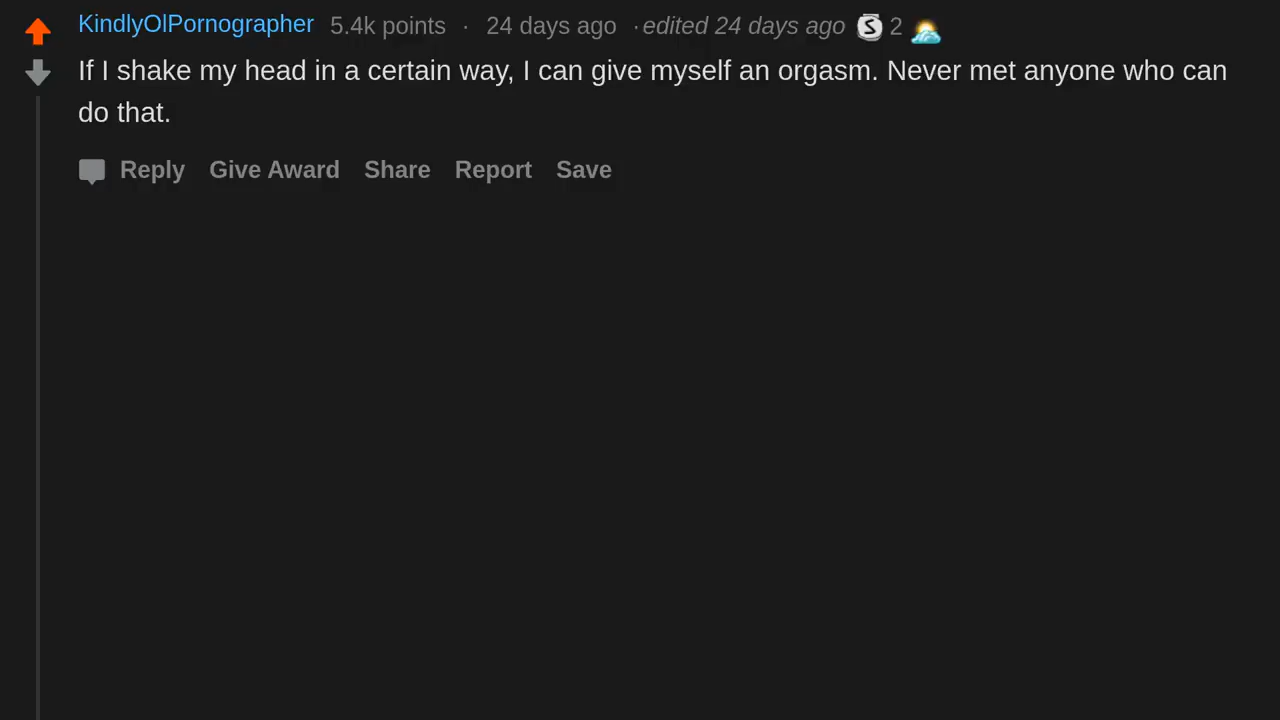 KindlyOlPornographer 5.4k points · 24 days ago · edited 24 days ago S 2
If I shake my head in a certain way, I can give myself an orgasm. Never met anyone who can
do that.
Reply Give Award Share Report Save